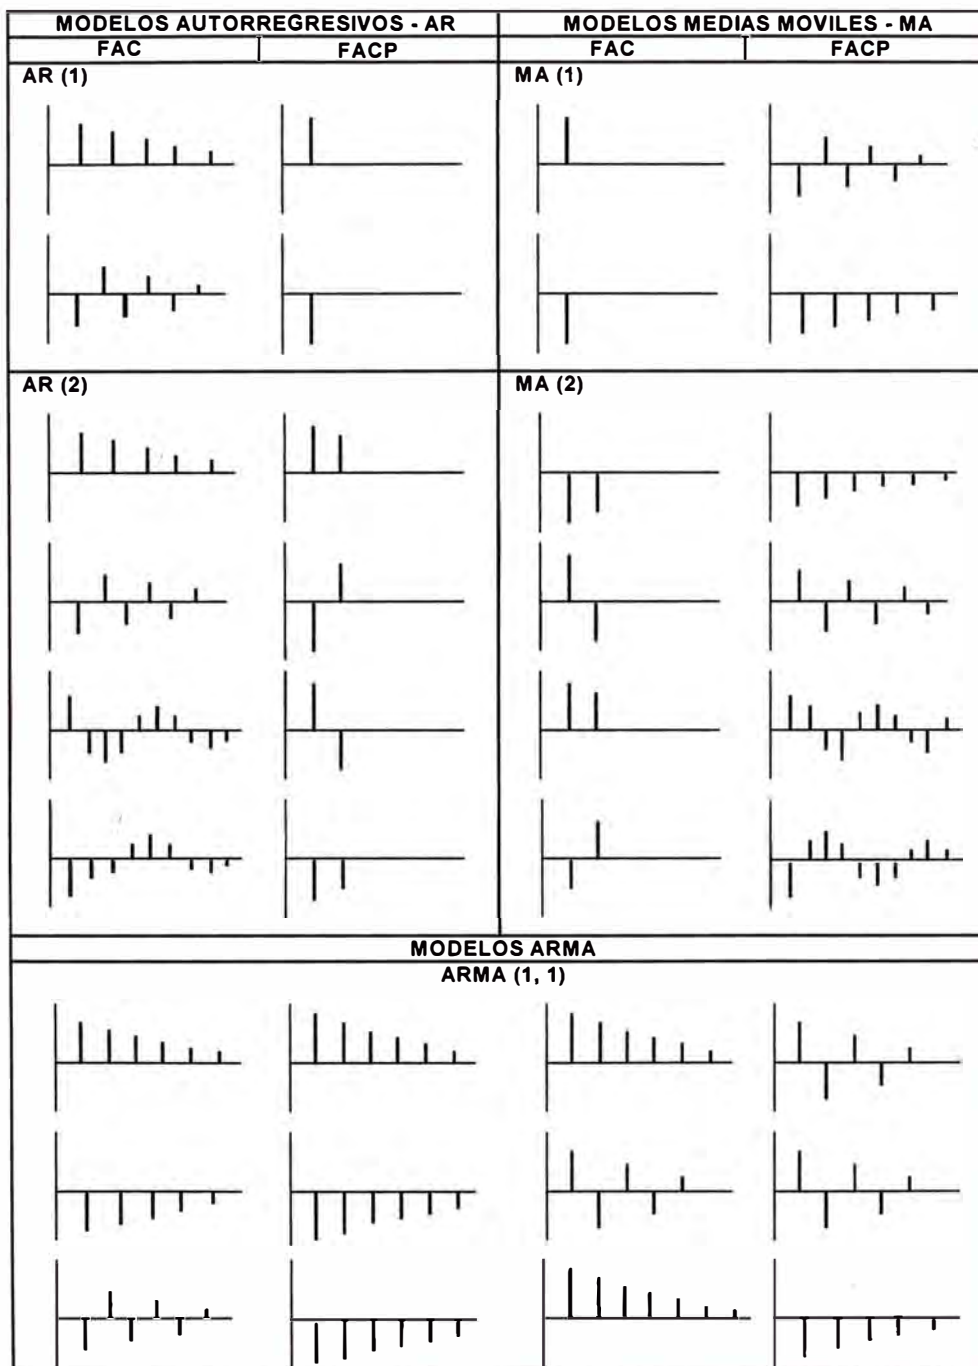 MODELOS AUTORREGRESIVOS - AR
MODELOS MEDIAS MOVILES - MA
FAC
FACP
FAC
FACP
AR (1)
MA (1)
AR (2)
MA (2)
MODELOS ARMA
ARMA (1, 1)